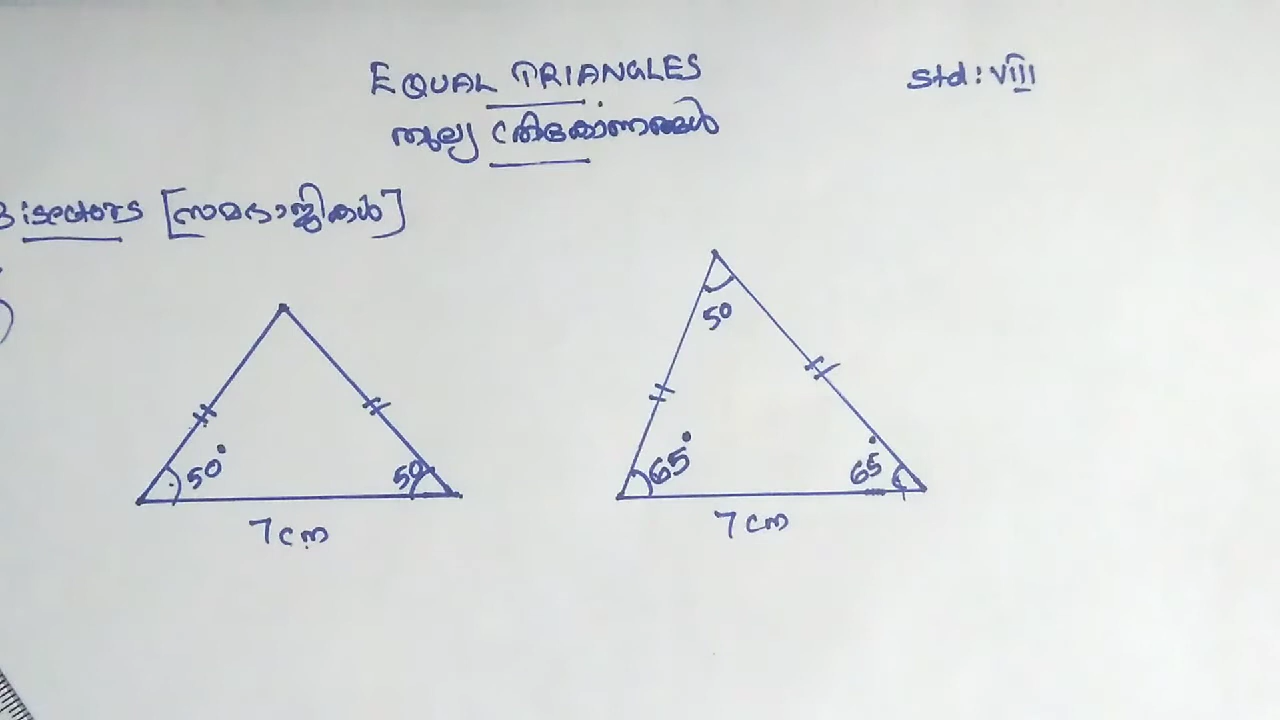 EQUAL TRIANGLES
Std: VIII
തുല്യ ത്രികോണങ്ങൾ
Bisectors [സമഭാജികൾ]
50
50°
50
65°
65°
7cm
7cm